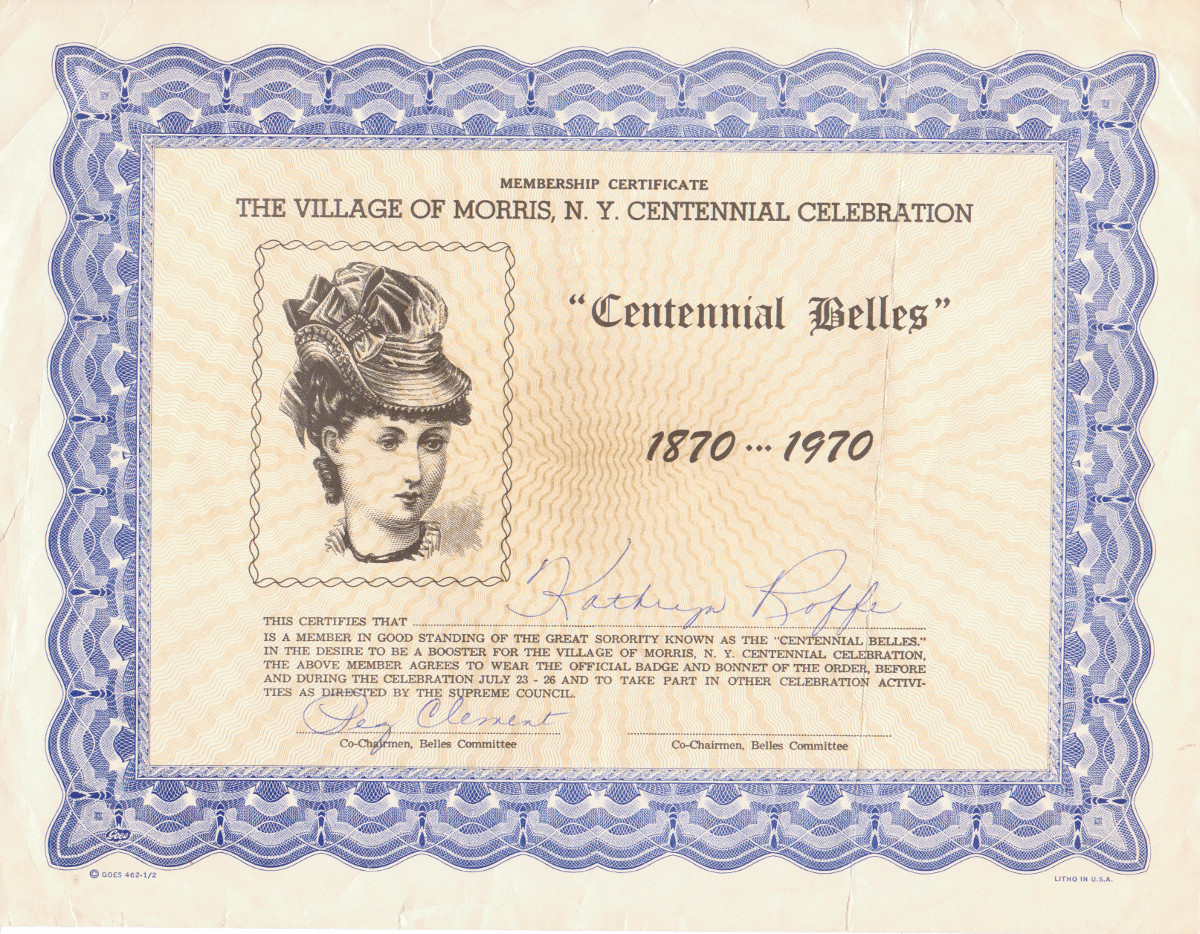 MEMBERSHIP CERTIFICATE
THE VILLAGE OF MORRIS, N. Y. CENTENNIAL CELEBRATION
“Centennial Belles”
1870 ... 1970
THIS CERTIFIES THAT Kathryn Roffe
IS A MEMBER IN GOOD STANDING OF THE GREAT SORORITY KNOWN AS THE "CENTENNIAL BELLES."
IN THE DESIRE TO BE A BOOSTER FOR THE VILLAGE OF MORRIS, N. Y. CENTENNIAL CELEBRATION,
THE ABOVE MEMBER AGREES TO WEAR THE OFFICIAL BADGE AND BONNET OF THE ORDER, BEFORE
AND DURING THE CELEBRATION JULY 23 - 26 AND TO TAKE PART IN OTHER CELEBRATION ACTIVI-
TIES AS DIRECTED BY THE SUPREME COUNCIL.
Peg Clement
Co-Chairmen, Belles Committee
Co-Chairmen, Belles Committee
Goes
© GOES 462-1/2
LITHO IN U.S.A.